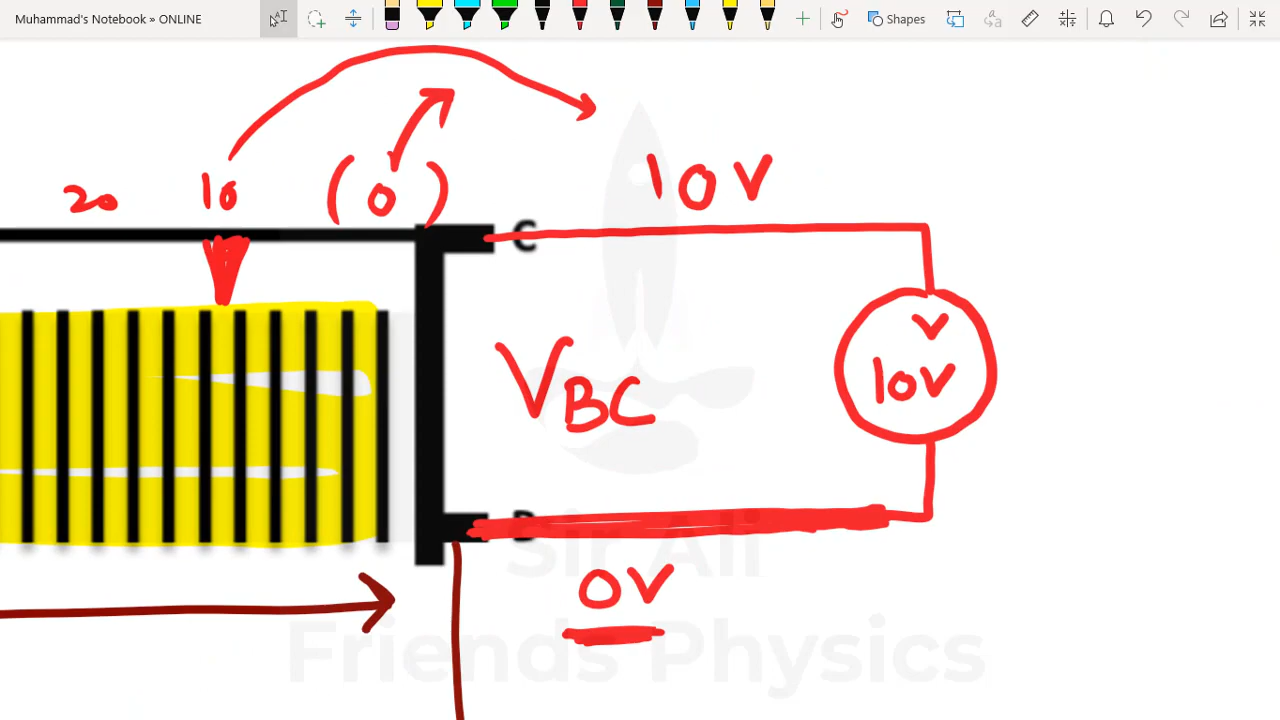 Muhammad's Notebook » ONLINE
Shapes
20 10 (0) 10V
C
V
10V
VBC
B
Sir Ali
0V
Friends Physics